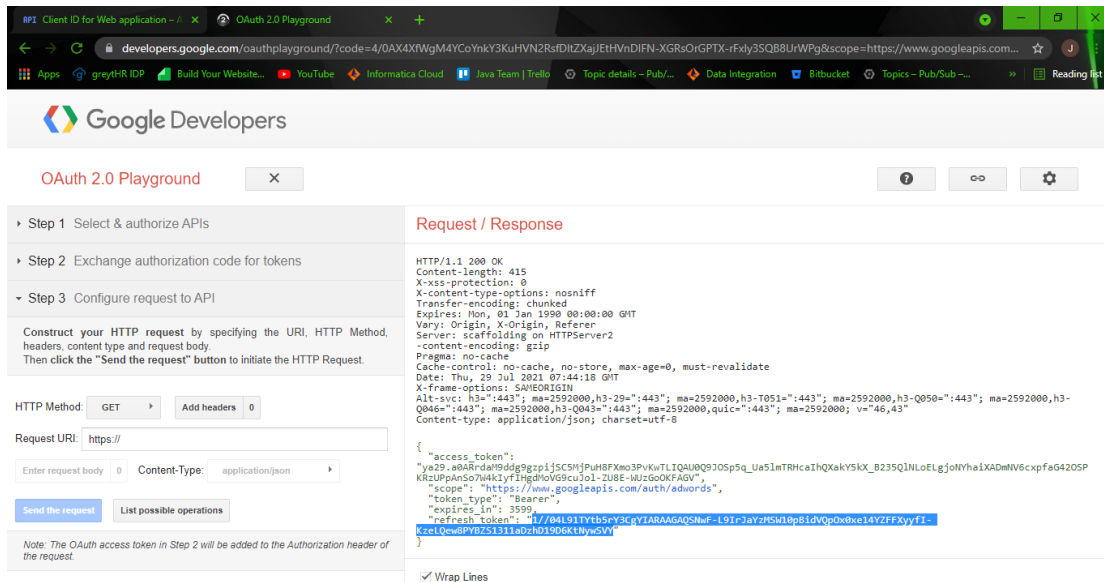 API Client ID for Web application – A
OAuth 2.0 Playground
developers.google.com/oauthplayground/?code=4/0AX4XfWgM4YCoYnkY3KuHVN2RsfDltZXajJEtHVnDIFN-XGRsOrGPTX-rFxly3SQB8UrWPg&scope=https://www.googleapis.com...
J
Apps greytHR IDP Build Your Website... YouTube Informatica Cloud Java Team | Trello Topic details – Pub/... Data Integration Bitbucket Topics – Pub/Sub –... » Reading list
Google Developers
OAuth 2.0 Playground
Step 1 Select & authorize APIs
Step 2 Exchange authorization code for tokens
Step 3 Configure request to API
Construct your HTTP request by specifying the URI, HTTP Method,
headers, content type and request body.
Then click the "Send the request" button to initiate the HTTP Request.
HTTP Method: GET Add headers 0
Request URI: https://
Enter request body 0 Content-Type: application/json
Send the request List possible operations
Note: The OAuth access token in Step 2 will be added to the Authorization header of
the request.
Request / Response
HTTP/1.1 200 OK
Content-length: 415
X-xss-protection: 0
X-content-type-options: nosniff
Transfer-encoding: chunked
Expires: Mon, 01 Jan 1990 00:00:00 GMT
Vary: Origin, X-Origin, Referer
Server: scaffolding on HTTPServer2
-content-encoding: gzip
Pragma: no-cache
Cache-control: no-cache, no-store, max-age=0, must-revalidate
Date: Thu, 29 Jul 2021 07:44:18 GMT
X-frame-options: SAMEORIGIN
Alt-svc: h3=":443"; ma=2592000,h3-29=":443"; ma=2592000,h3-T051=":443"; ma=2592000,h3-Q050=":443"; ma=2592000,h3-
Q046=":443"; ma=2592000,h3-Q043=":443"; ma=2592000,quic=":443"; ma=2592000; v="46,43"
Content-type: application/json; charset=utf-8
{
"access_token":
"ya29.a0ARrdaM9ddg9gzpijSC5MjPuH8FXmo3PvKwTLIQAU0Q9JOSp5q_Ua5lmTRHcaIhQXakY5kX_B235QlNLoELgjoNYhaiXADmNV6cxpfaG42OSP
KRzUPpAnSo7W4kIyfIHgdMoVG9cuJol-ZU8E-WUzGoOKFAGV",
"scope": "https://www.googleapis.com/auth/adwords",
"token_type": "Bearer",
"expires_in": 3599,
"refresh_token": "1//04L91TYtb5rY3CgYIARAAGAQSNwF-L9IrJaYzMSW10pBidVQpOx0xe14YZFFXyyfI-
KzeLQew8PYBZS1311aDzhD19D6KtNywSVY"
}
Wrap Lines